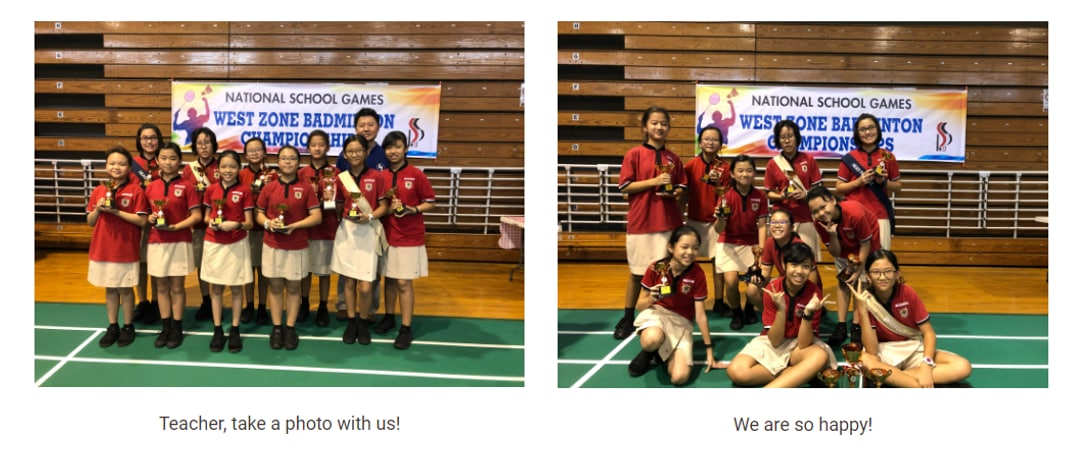 NATIONAL SCHOOL GAMES
WEST ZONE BADMINTON
NATIONAL SCHOOL GAMES
WEST ZONE BADMINTON
CHAMPIONSHIPS
Teacher, take a photo with us!
We are so happy!